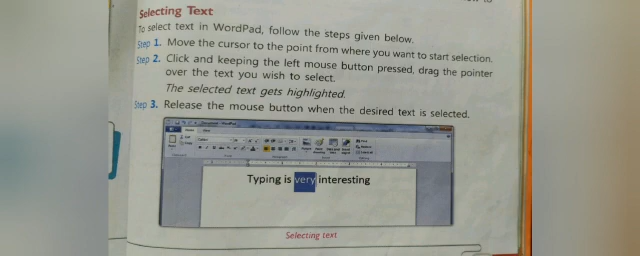 Selecting Text
To select text in WordPad, follow the steps given below.
Step 1. Move the cursor to the point from where you want to start selection.
Step 2. Click and keeping the left mouse button pressed, drag the pointer
over the text you wish to select.
The selected text gets highlighted.
Step 3. Release the mouse button when the desired text is selected.
Typing is very interesting
Selecting text